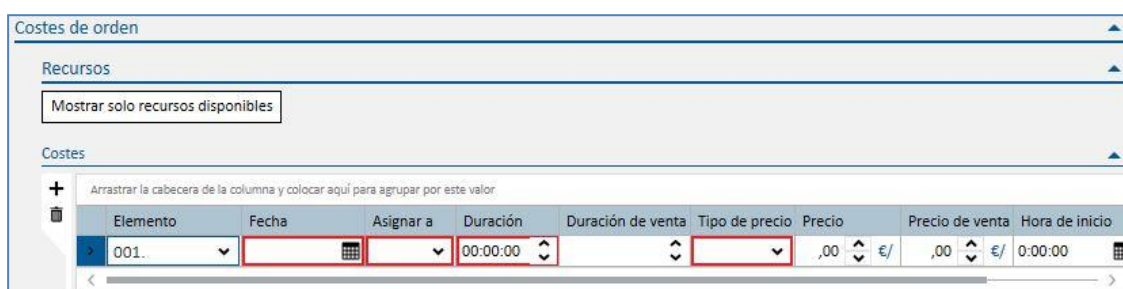 Costes de orden
Recursos
Mostrar solo recursos disponibles
Costes
Arrastrar la cabecera de la columna y colocar aquí para agrupar por este valor
Elemento Fecha Asignar a Duración Duración de venta Tipo de precio Precio Precio de venta Hora de inicio
001. 00:00:00 ,00 €/ ,00 €/ 0:00:00